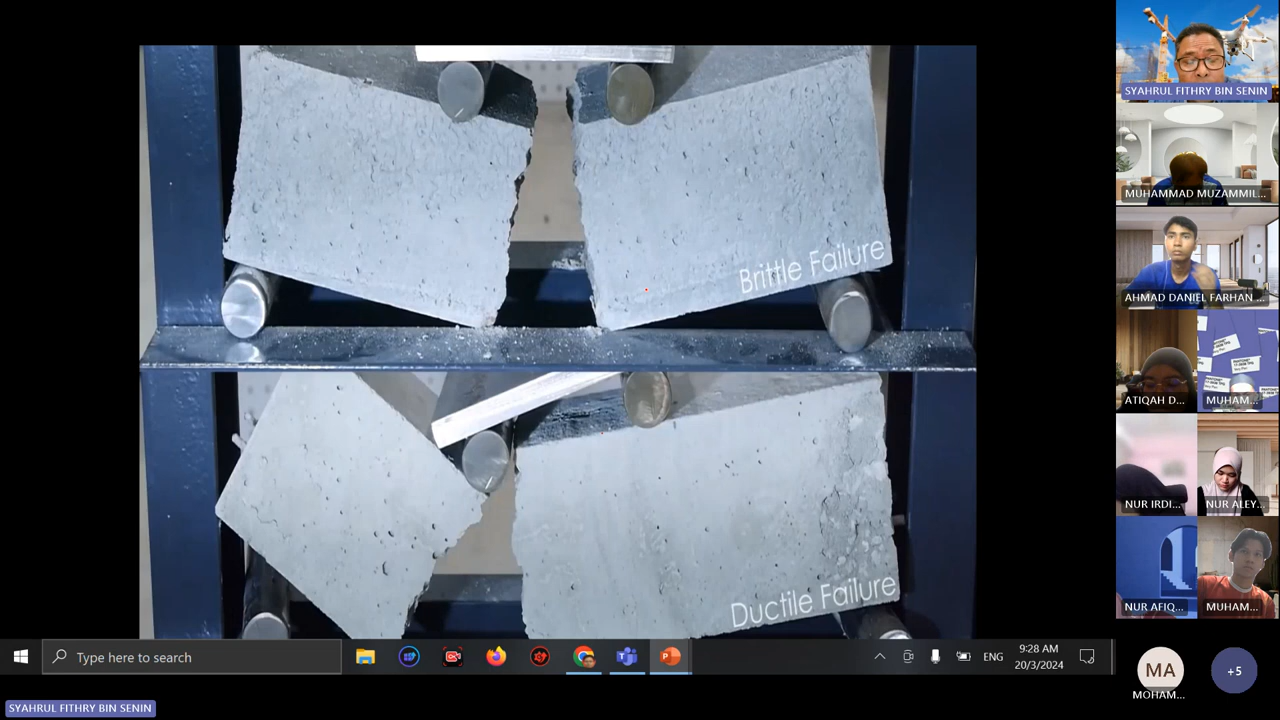 SYAHRUL FITHRY BIN SENIN
MUHAMMAD MUZAMMIL...
AHMAD DANIEL FARHAN ...
ATIQAH D...
MUHAM...
NUR IRDI...
NUR ALEY...
NUR AFIQ...
MUHAM...
MA
MOHAM...
+5
Brittle Failure
Ductile Failure
Type here to search
ENG
9:28 AM
20/3/2024
SYAHRUL FITHRY BIN SENIN